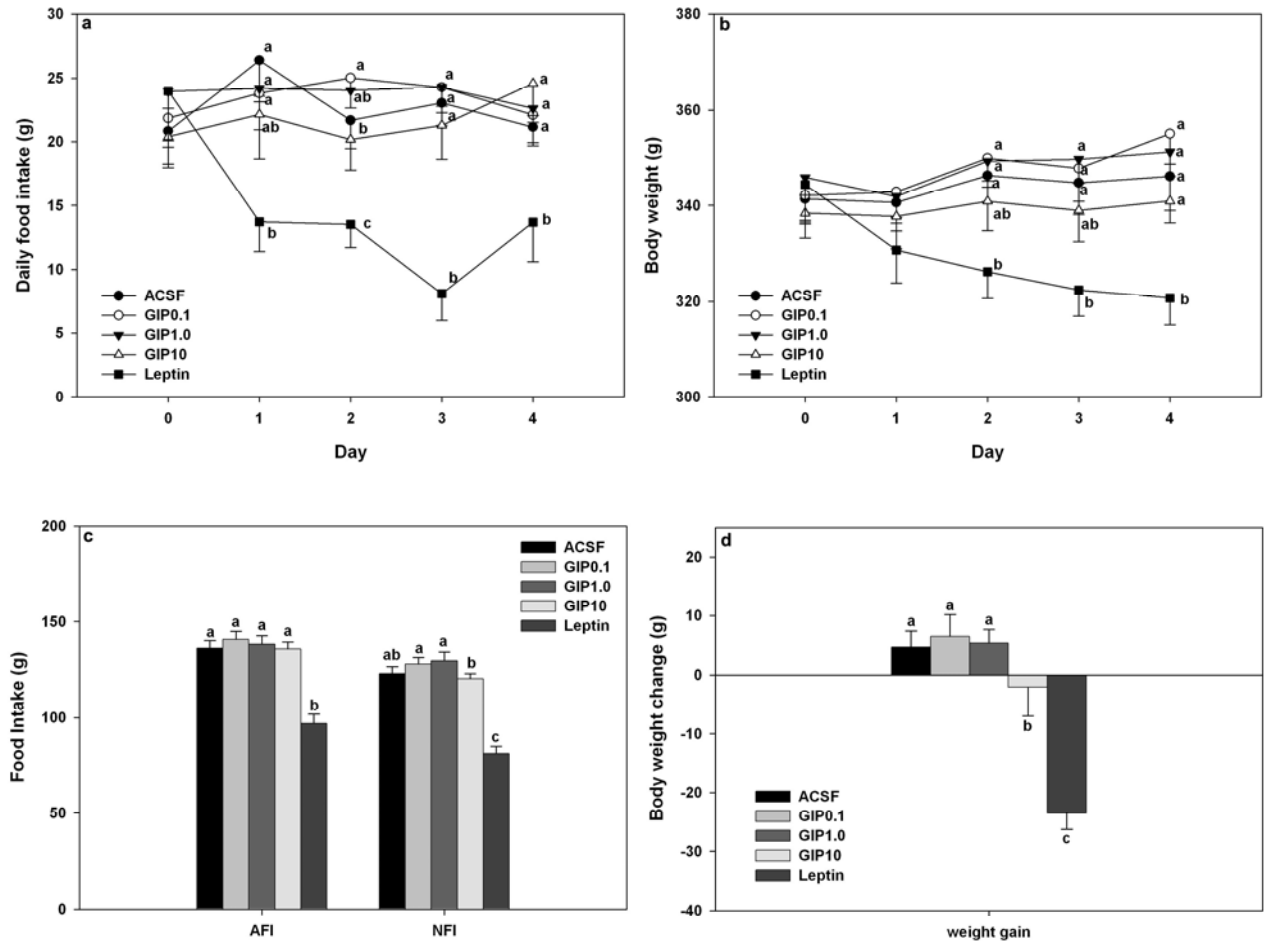 a
Daily food intake (g)
30
25
20
15
10
5
0
a
a
a
ab
b
a
ab
b
c
a
a
a
b
a
a
a
b
ACSF
GIP0.1
GIP1.0
GIP10
Leptin
0 1 2 3 4
Day
b
Body weight (g)
380
360
340
320
300
a
a
a
ab
b
a
a
a
ab
b
a
a
a
a
b
ACSF
GIP0.1
GIP1.0
GIP10
Leptin
0 1 2 3 4
Day
c
Food Intake (g)
200
150
100
50
0
ACSF
GIP0.1
GIP1.0
GIP10
Leptin
a a a a b
ab a a b c
AFI NFI
d
Body weight change (g)
20
10
0
-10
-20
-30
-40
a a a b c
ACSF
GIP0.1
GIP1.0
GIP10
Leptin
weight gain